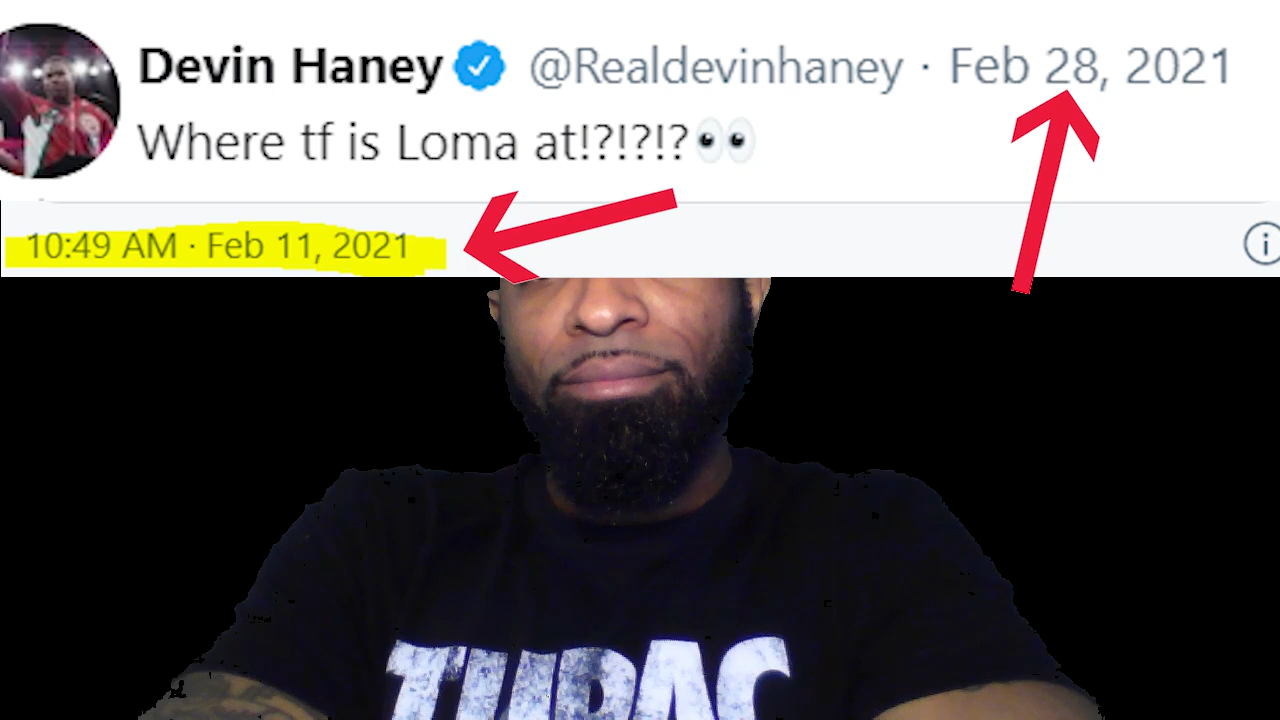 Devin Haney @Realdevinhaney · Feb 28, 2021
Where tf is Loma at!?!?!?👀
10:49 AM · Feb 11, 2021
TUPAC